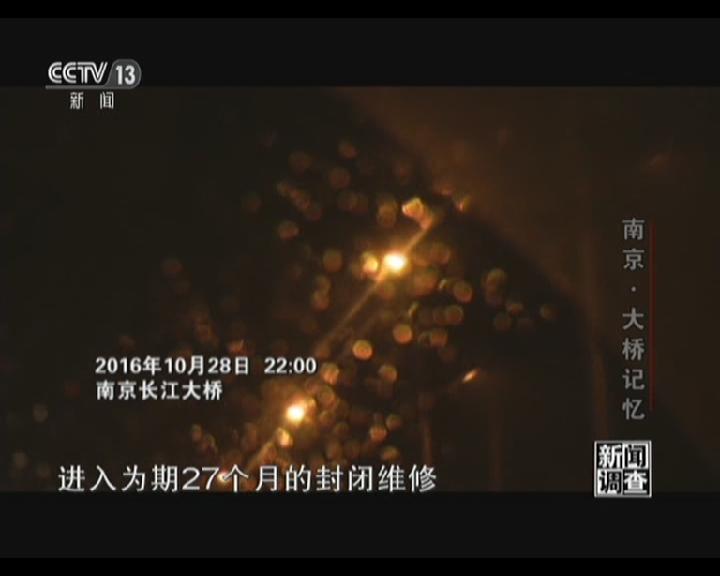 CCTV 13
新闻
南京·大桥记忆
2016年10月28日 22:00
南京长江大桥
进入为期27个月的封闭维修
新闻
调查